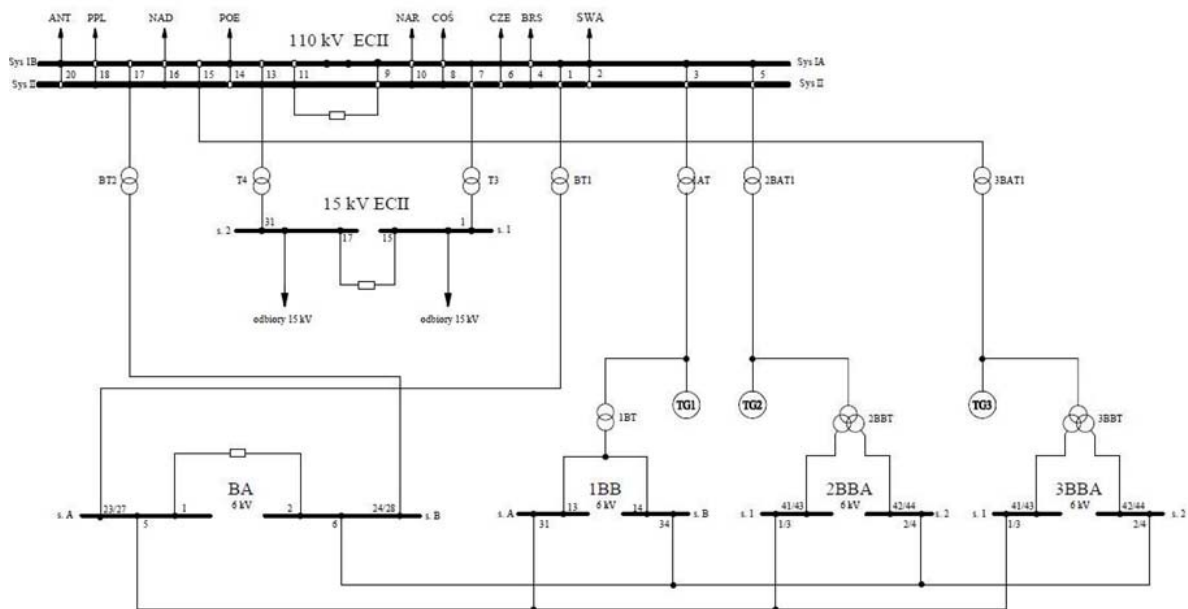 ANT PPL NAD POE NAR COŚ CZE BRS SWA
110 kV ECII
Sys IB Sys IA
20 18 17 16 15 14 13 11 9 10 8 7 6 4 1 2 3 5
Sys II Sys II
BT2 T4 T3 BT1 AT 2BAT1 3BAT1
15 kV ECII
31 1
s. 2 17 15 s. 1
odbiory 15 kV odbiory 15 kV
TG1 TG2 TG3
1BT 2BBT 3BBT
BA 1BB 2BBA 3BBA
6 kV 6 kV 6 kV 6 kV
s. A 23/27 1 2 24/28 s. B s. A 13 14 s. B s. 1 41/43 42/44 s. 2 s. 1 41/43 42/44 s. 2
5 6 31 34 1/3 2/4 1/3 2/4